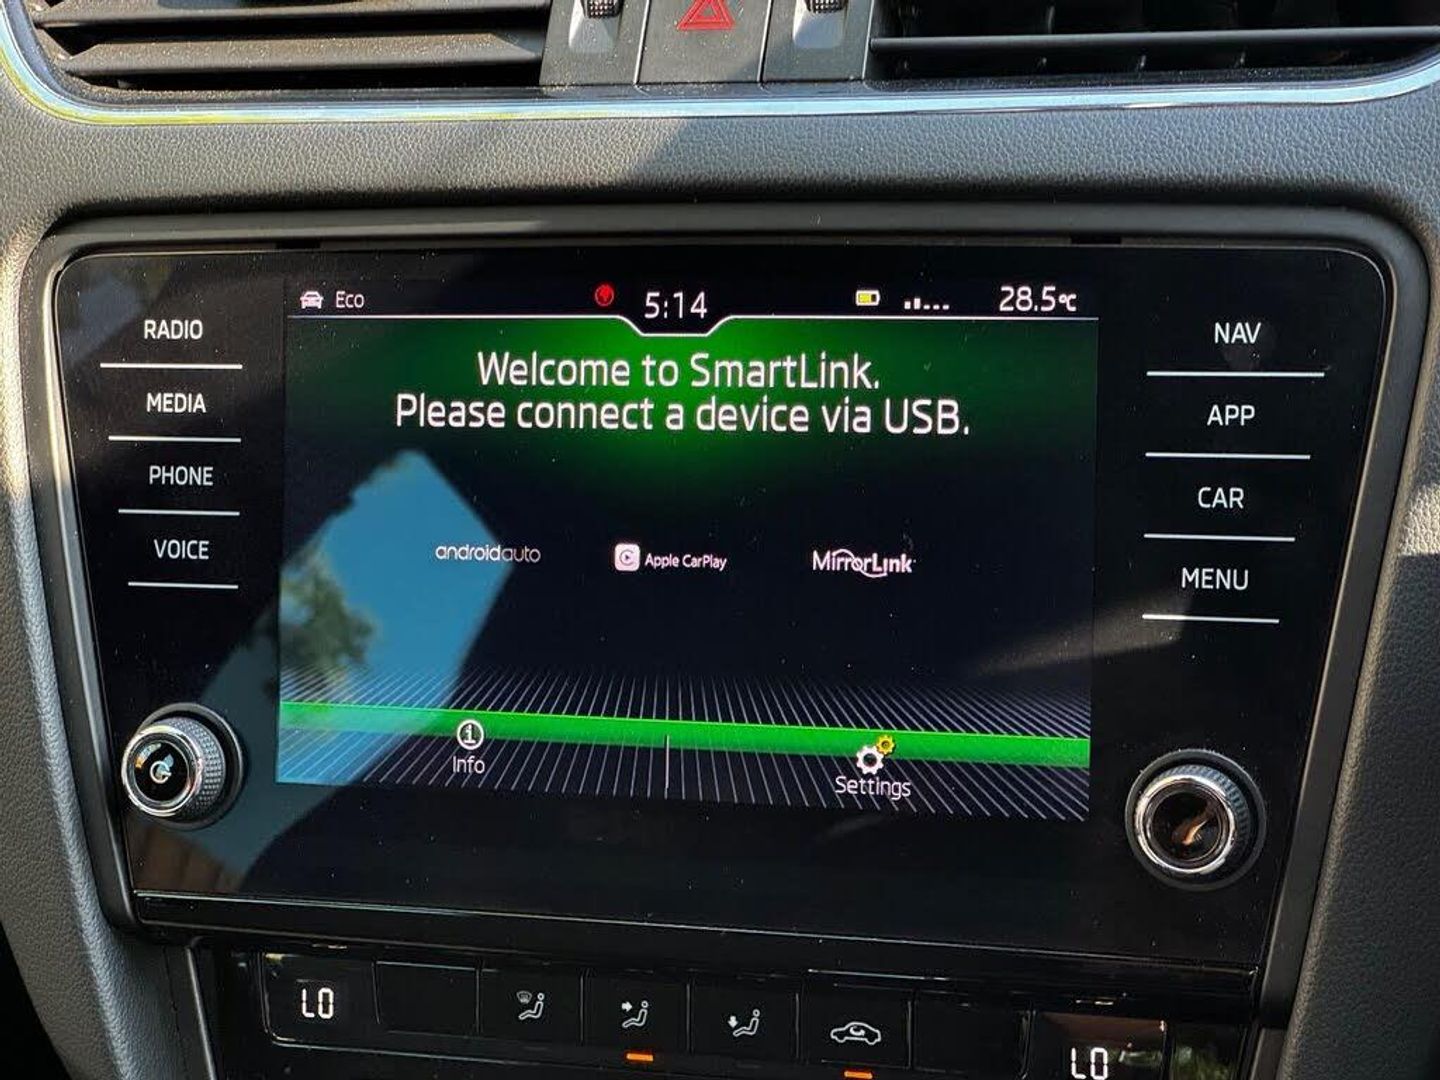 Eco 5:14 28.5°C
RADIO
MEDIA
PHONE
VOICE
Welcome to SmartLink.
Please connect a device via USB.
androidauto Apple CarPlay MirrorLink
Info Settings
NAV
APP
CAR
MENU
LO LO